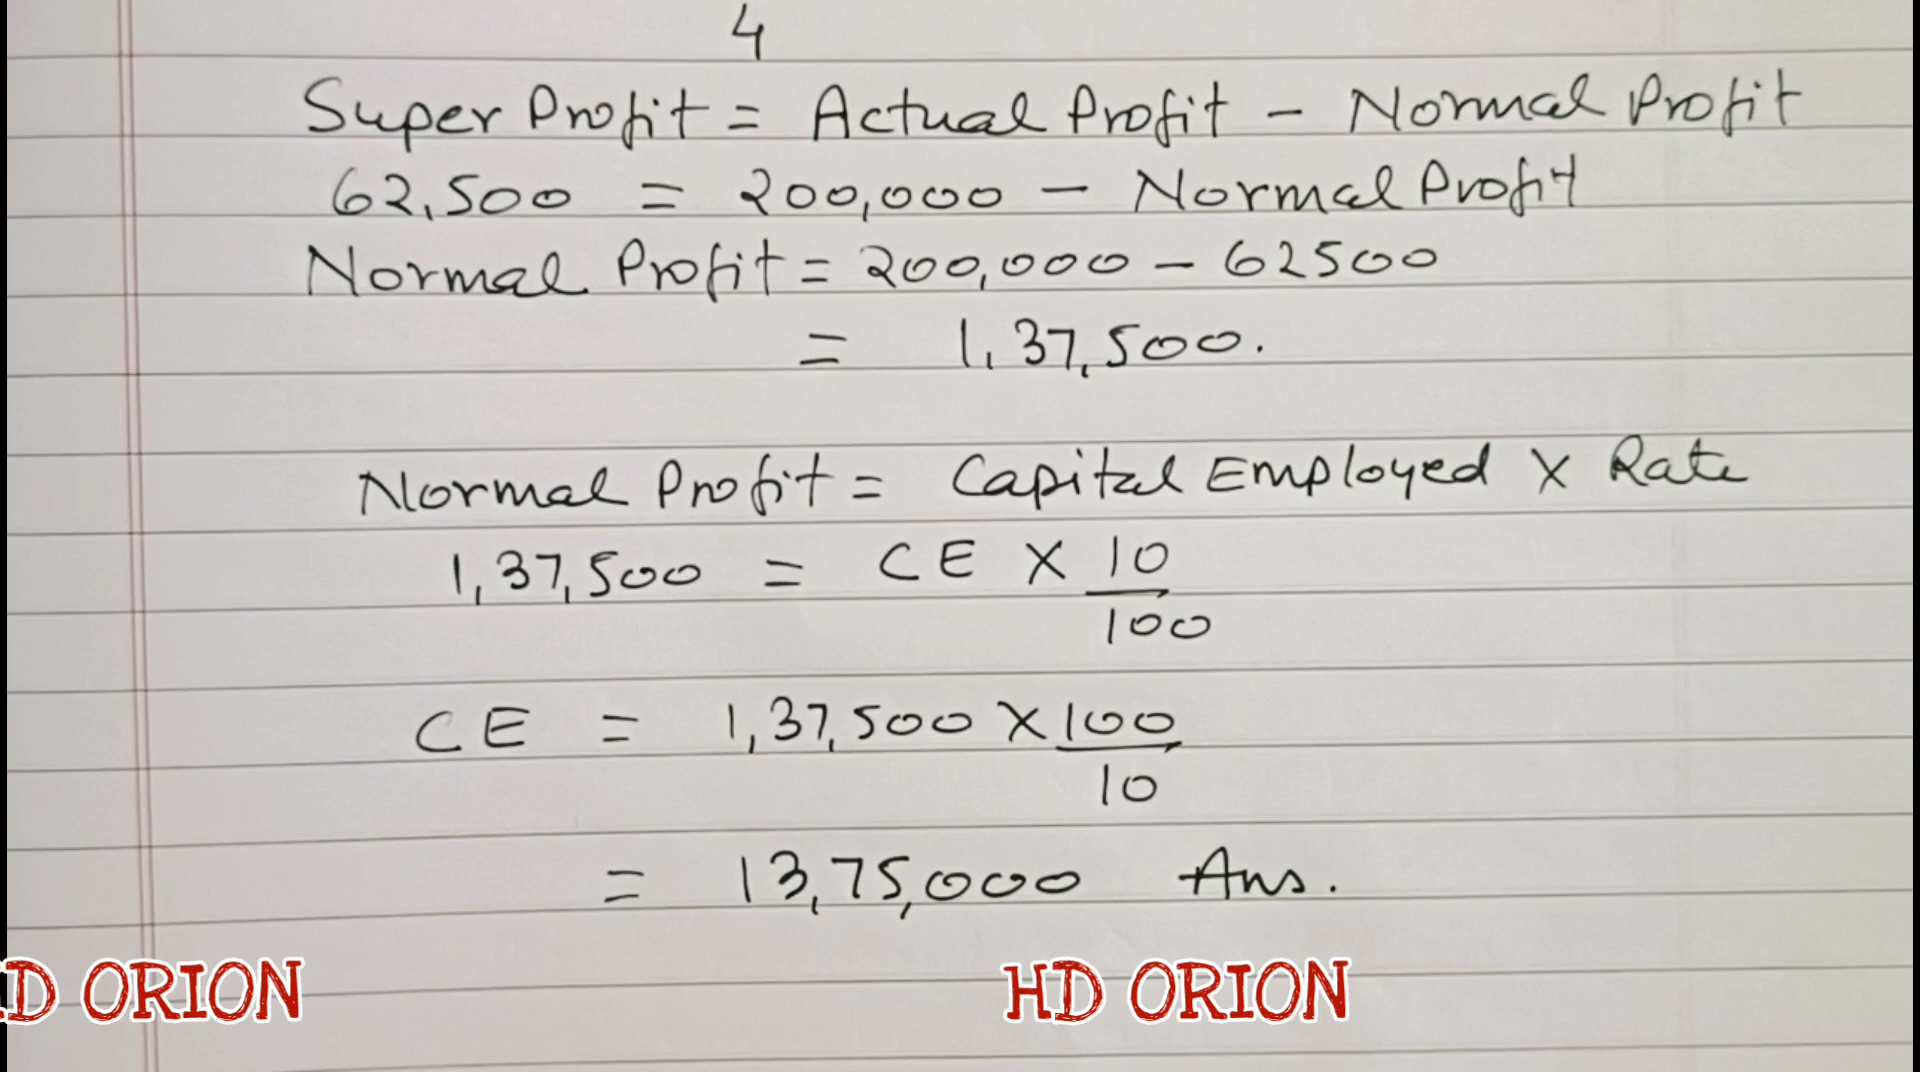 4
Super Profit = Actual Profit - Normal Profit
62,500 = 200,000 - Normal Profit
Normal Profit = 200,000 - 62500
= 1,37,500.
Normal Profit = Capital Employed X Rate
1,37,500 = CE X 10
100
CE = 1,37,500 X 100
10
= 13,75,000 Ans.
D ORION HD ORION